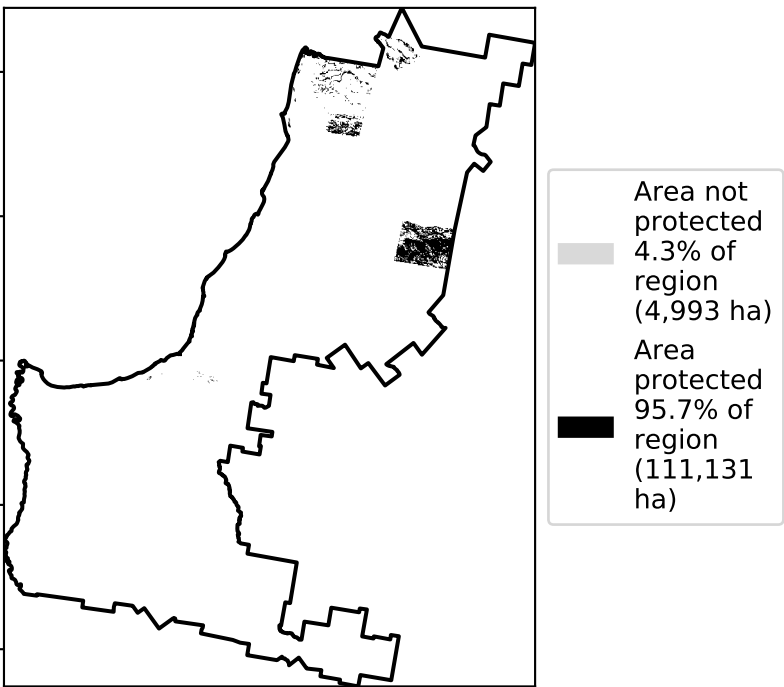 Area not
protected
4.3% of
region
(4,993 ha)
Area
protected
95.7% of
region
(111,131
ha)